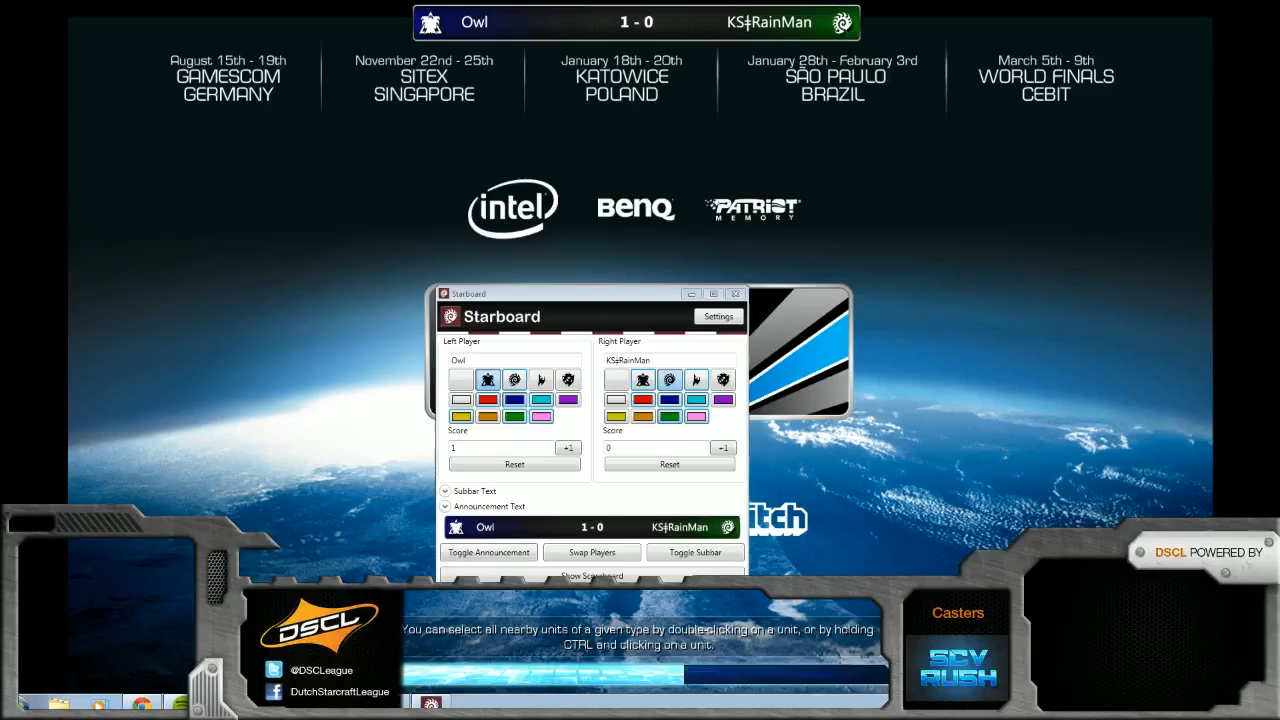 Owl 1 - 0 KS‡RainMan
August 15th - 19th
GAMESCOM
GERMANY
November 22nd - 25th
SITEX
SINGAPORE
January 18th - 20th
KATOWICE
POLAND
January 28th - February 3rd
SÃO PAULO
BRAZIL
March 5th - 9th
WORLD FINALS
CEBIT
intel
BenQ
PATRIOT
MEMORY
Starboard
Starboard
Settings
Left Player
Right Player
Owl
KS‡RainMan
Score
Score
1 +1
0 +1
Reset
Reset
Subbar Text
Announcement Text
Owl 1 - 0 KS‡RainMan
Toggle Announcement
Swap Players
Toggle Subbar
itch
DSCL POWERED BY
DSCL
@DSCLeague
DutchStarcraftLeague
You can select all nearby units of a given type by double-clicking on a unit, or by holding
CTRL and clicking on a unit.
Casters
SCV
RUSH